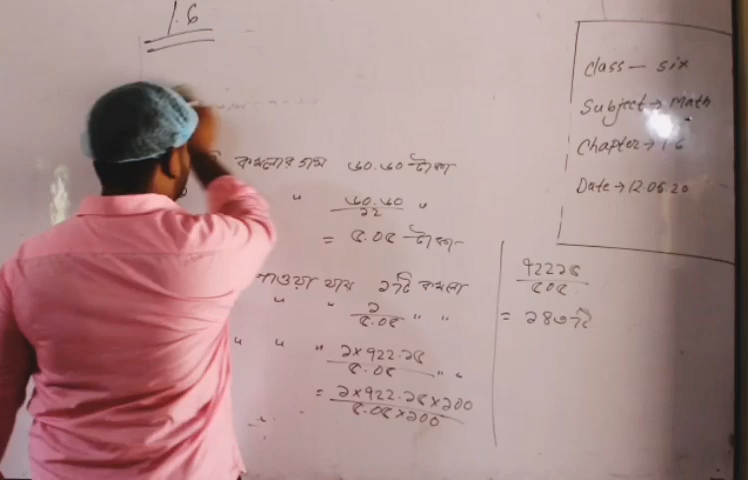 1.6
কমলার দাম ৬০.৬০ টাকা
" ৬০.৬০ "
১২
= ৫.০৫ টাকা
পাওয়া যায় ১টি কমলা
" " ১ " "
৫.০৫
" " " ১×৭২২.১৫ " "
৫.০৫
= ১×৭২২.১৫×১০০
৫.০৫×১০০
৭২২১৫
৫০৫
= ১৪৩টি
Class — six
Subject → Math
Chapter → 1.6
Date → 12.06.20